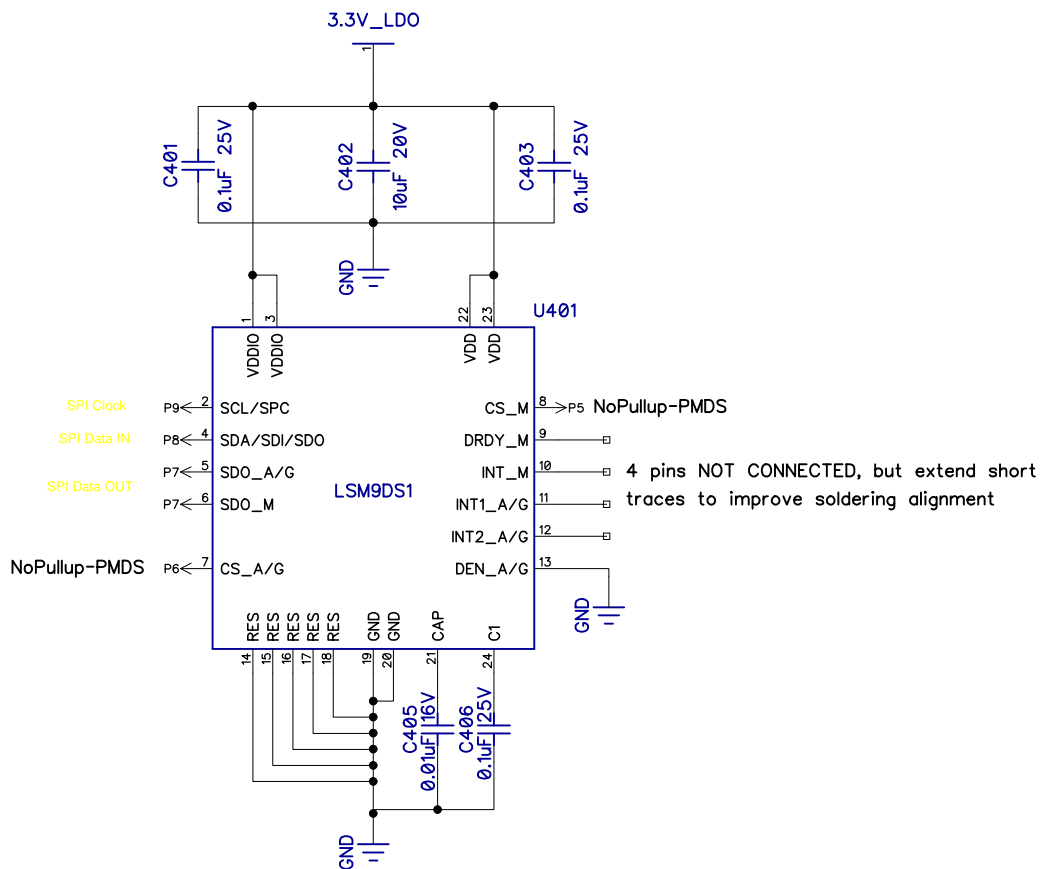 3.3V_LDO
1
C401
0.1uF 25V
C402
10uF 20V
C403
0.1uF 25V
GND
U401
1
3
22
23
VDDIO
VDDIO
VDD
VDD
SPI Clock
P9
2
SCL/SPC
CS_M
8
P5
NoPullup-PMDS
SPI Data IN
P8
4
SDA/SDI/SDO
DRDY_M
9
P7
5
SDO_A/G
INT_M
10
4 pins NOT CONNECTED, but extend short
traces to improve soldering alignment
SPI Data OUT
LSM9DS1
P7
6
SDO_M
INT1_A/G
11
INT2_A/G
12
NoPullup-PMDS
P6
7
CS_A/G
DEN_A/G
13
GND
RES
RES
RES
RES
RES
GND
GND
CAP
C1
14
15
16
17
18
19
20
21
24
C405
0.01uF 16V
C406
0.1uF 25V
GND